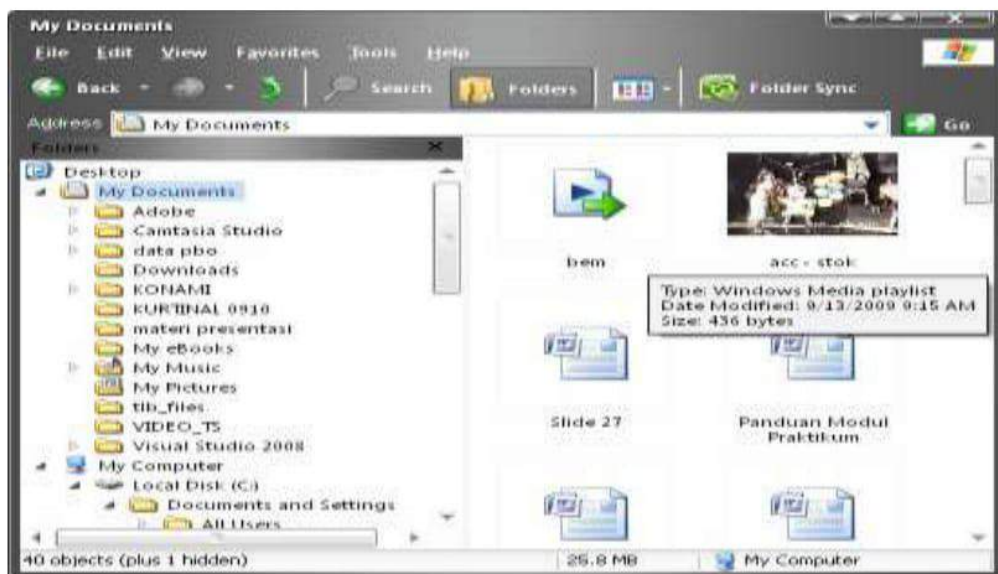 My Documents
File Edit View Favorites Tools Help
Back Search Folders Folder Sync
Address My Documents Go
Folders
Desktop
My Documents
Adobe
Camtasia Studio
data pbo
Downloads
KONAMI
KURTINAL 0910
materi presentasi
My eBooks
My Music
My Pictures
tib_files
VIDEO_TS
Visual Studio 2008
My Computer
Local Disk (C:)
Documents and Settings
All Users
bem
acc - stok
Type: Windows Media playlist
Date Modified: 9/13/2009 9:15 AM
Size: 436 bytes
Slide 27
Panduan Modul
Praktikum
40 objects (plus 1 hidden) 25.8 MB My Computer